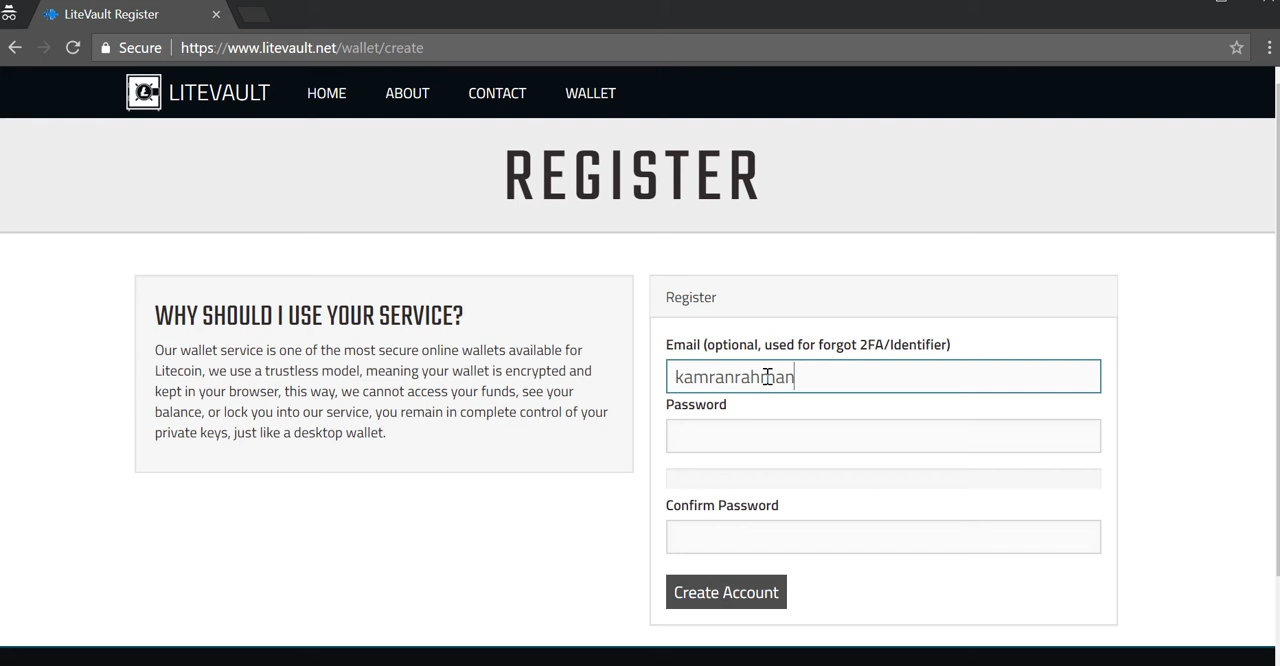 LiteVault Register
Secure
https://www.litevault.net/wallet/create
LITEVAULT
HOME
ABOUT
CONTACT
WALLET
REGISTER
WHY SHOULD I USE YOUR SERVICE?
Our wallet service is one of the most secure online wallets available for
Litecoin, we use a trustless model, meaning your wallet is encrypted and
kept in your browser, this way, we cannot access your funds, see your
balance, or lock you into our service, you remain in complete control of your
private keys, just like a desktop wallet.
Register
Email (optional, used for forgot 2FA/Identifier)
kamranrahman
Password
Confirm Password
Create Account